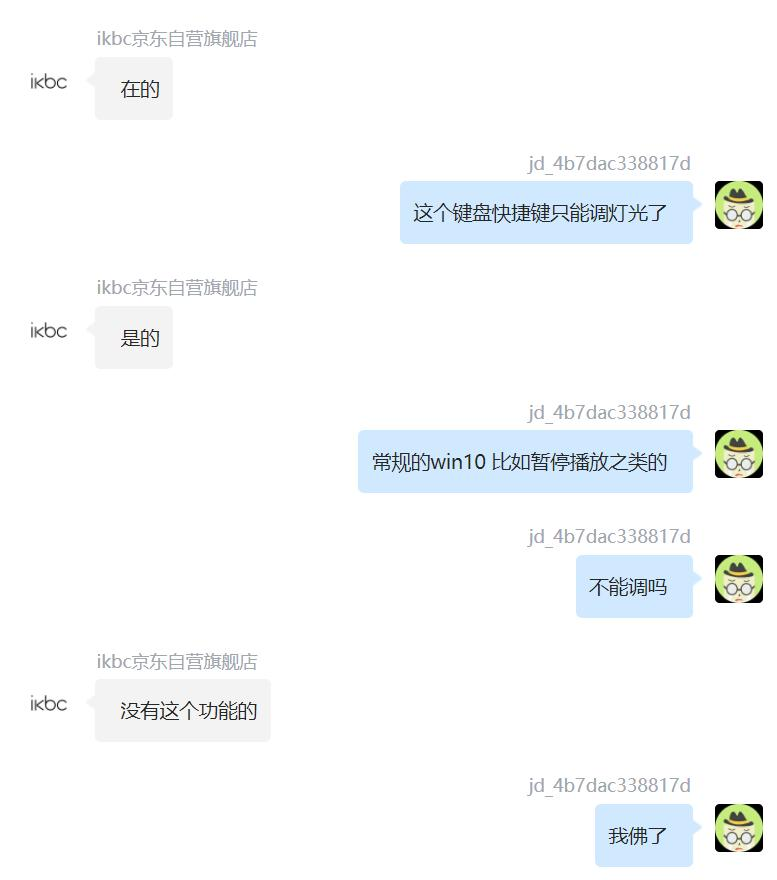 ikbc京东自营旗舰店
ikbc
在的
jd_4b7dac338817d
这个键盘快捷键只能调灯光了
ikbc京东自营旗舰店
ikbc
是的
jd_4b7dac338817d
常规的win10 比如暂停播放之类的
jd_4b7dac338817d
不能调吗
ikbc京东自营旗舰店
ikbc
没有这个功能的
jd_4b7dac338817d
我佛了